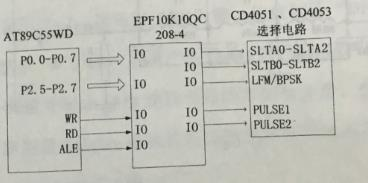 EPF10K10QC
208-4
CD4051 、CD4053
选择电路
AT89C55WD
P0.0-P0.7
P2.5-P2.7
WR
RD
ALE
IO IO
IO
IO IO
IO IO
IO IO
IO
SLTA0-SLTA2
SLTB0-SLTB2
LFM/BPSK
PULSE1
PULSE2